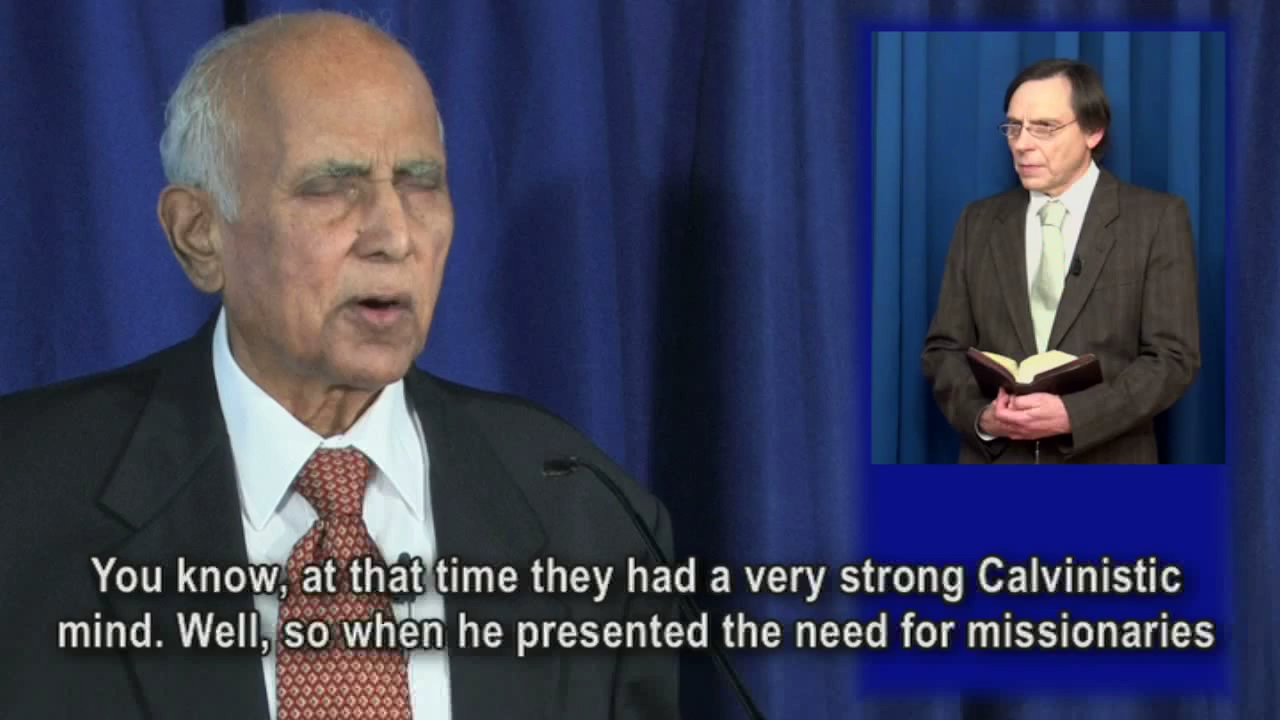 You know, at that time they had a very strong Calvinistic
mind. Well, so when he presented the need for missionaries